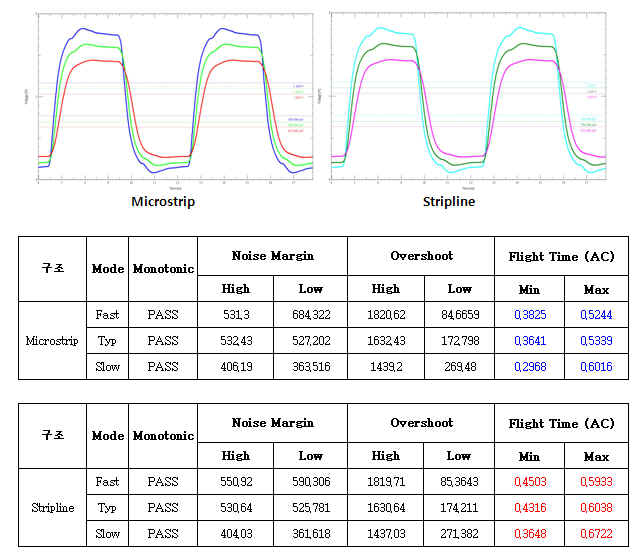 Microstrip
Stripline
구조 Mode Monotonic Noise Margin Overshoot Flight Time (AC)
High Low High Low Min Max
Microstrip
Fast PASS 531,3 684,322 1820,62 84,6659 0,3825 0,5244
Typ PASS 532,43 527,202 1632,43 172,798 0,3641 0,5339
Slow PASS 406,19 363,516 1439,2 269,48 0,2968 0,6016
구조 Mode Monotonic Noise Margin Overshoot Flight Time (AC)
High Low High Low Min Max
Stripline
Fast PASS 550,92 590,306 1819,71 85,3643 0,4503 0,5933
Typ PASS 530,64 525,781 1630,64 174,211 0,4316 0,6038
Slow PASS 404,03 361,618 1437,03 271,382 0,3648 0,6722